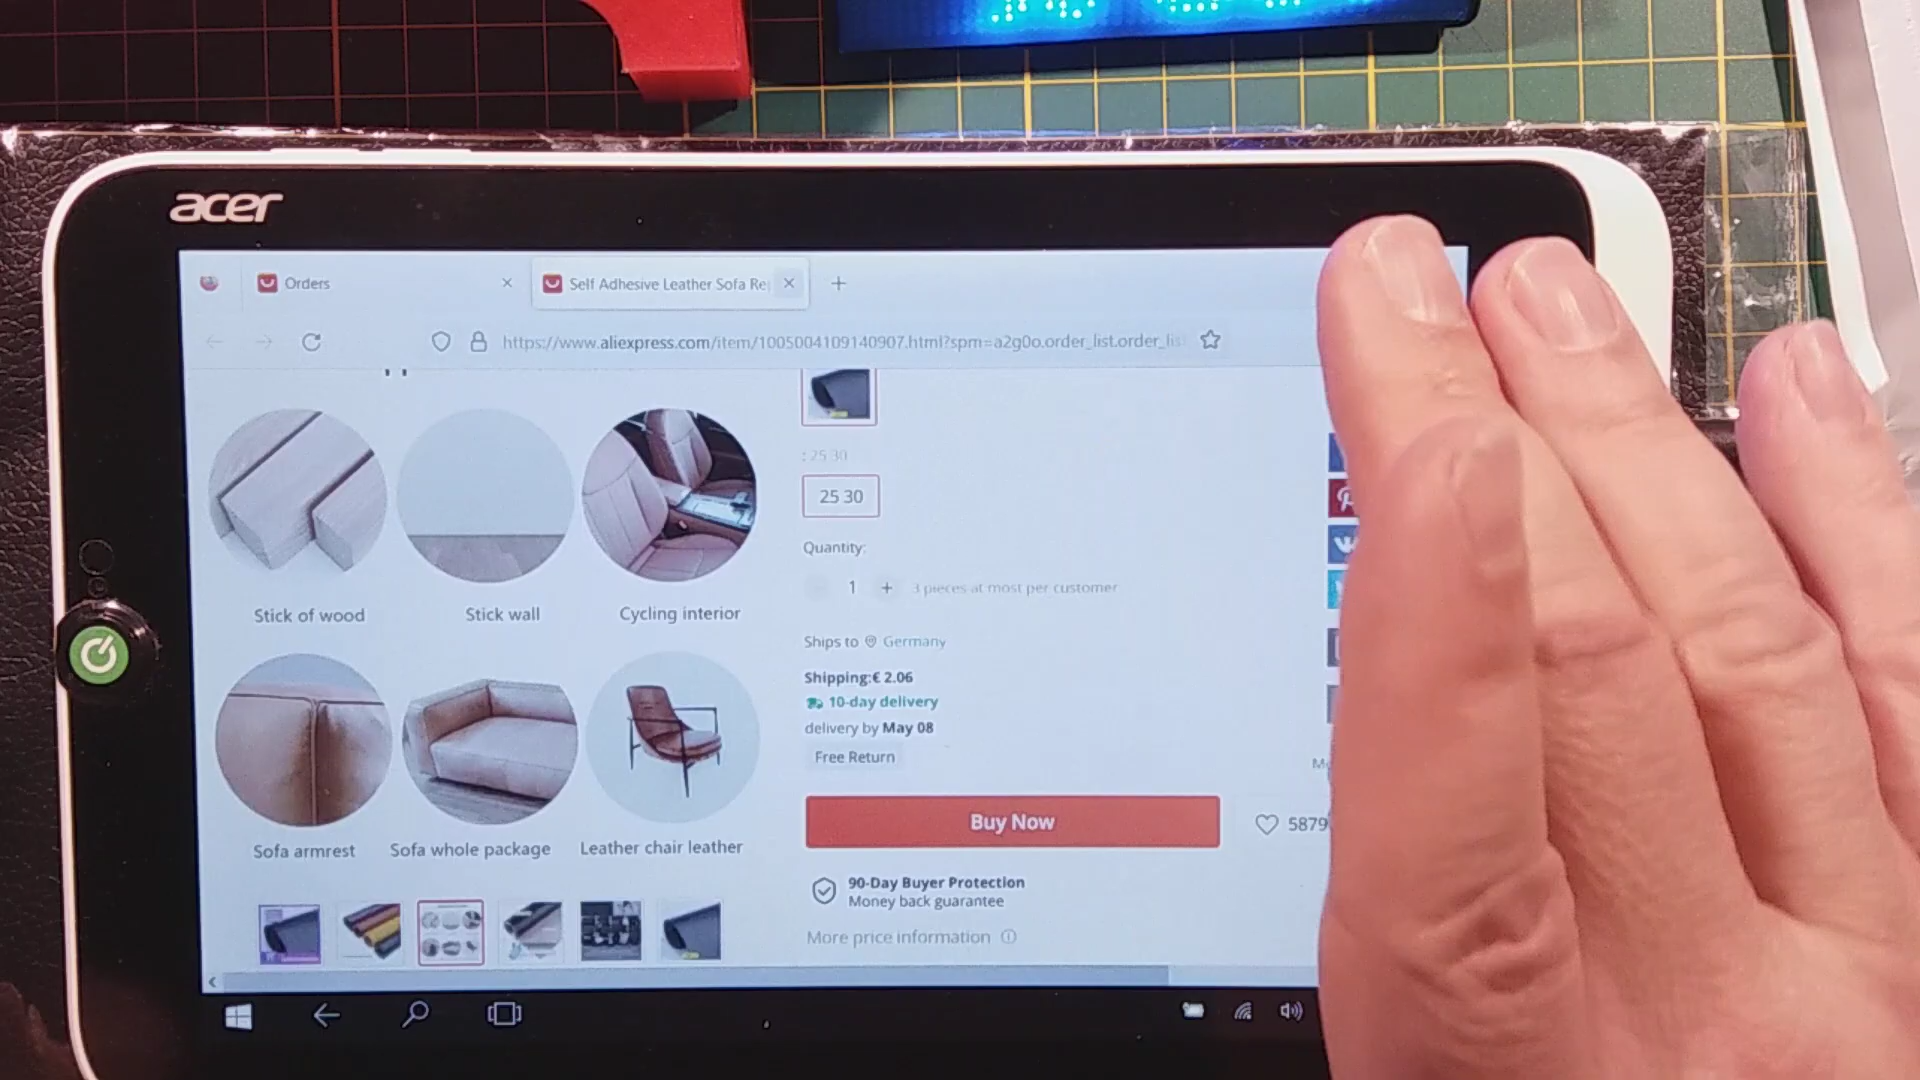 acer
Orders
Self Adhesive Leather Sofa Re
https://www.aliexpress.com/item/1005004109140907.html?spm=a2g0o.order_list.order_lis
: 25 30
25 30
Quantity:
1 + 3 pieces at most per customer
Stick of wood
Stick wall
Cycling interior
Ships to Germany
Shipping:€ 2.06
10-day delivery
delivery by May 08
Free Return
Buy Now
5879
Sofa armrest
Sofa whole package
Leather chair leather
90-Day Buyer Protection
Money back guarantee
More price information